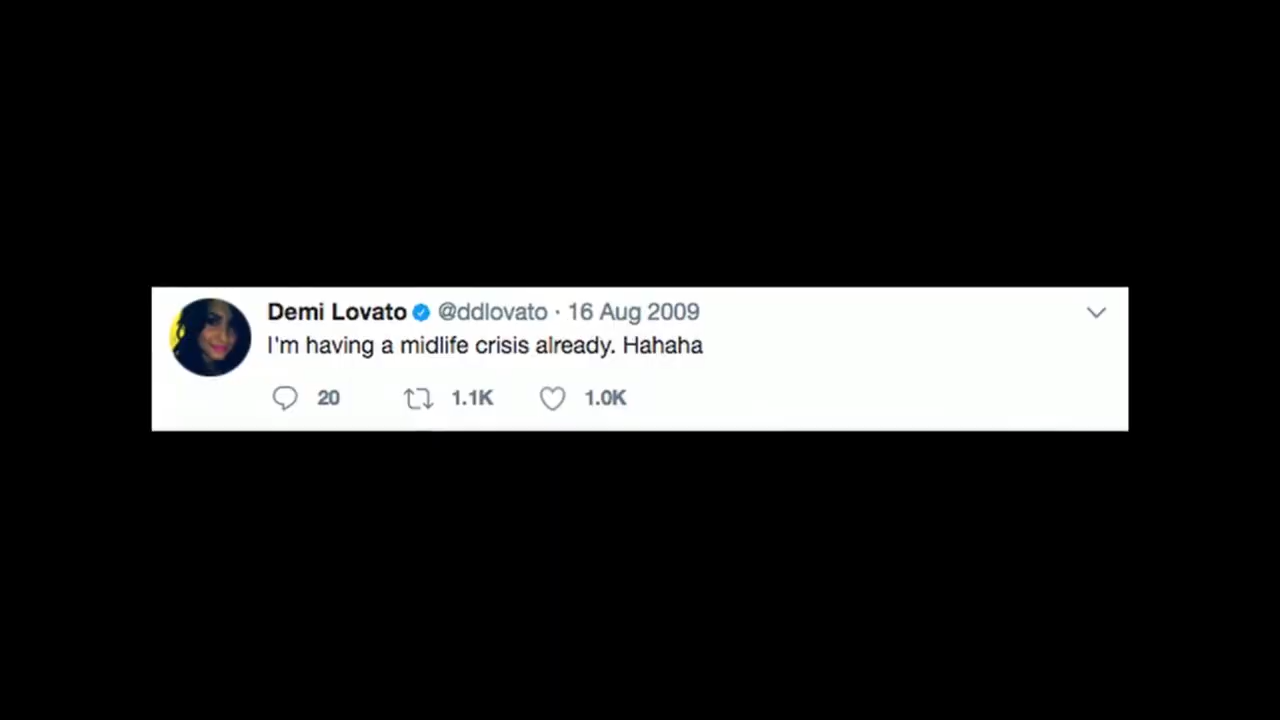 Demi Lovato @ddlovato · 16 Aug 2009
I'm having a midlife crisis already. Hahaha
20 1.1K 1.0K